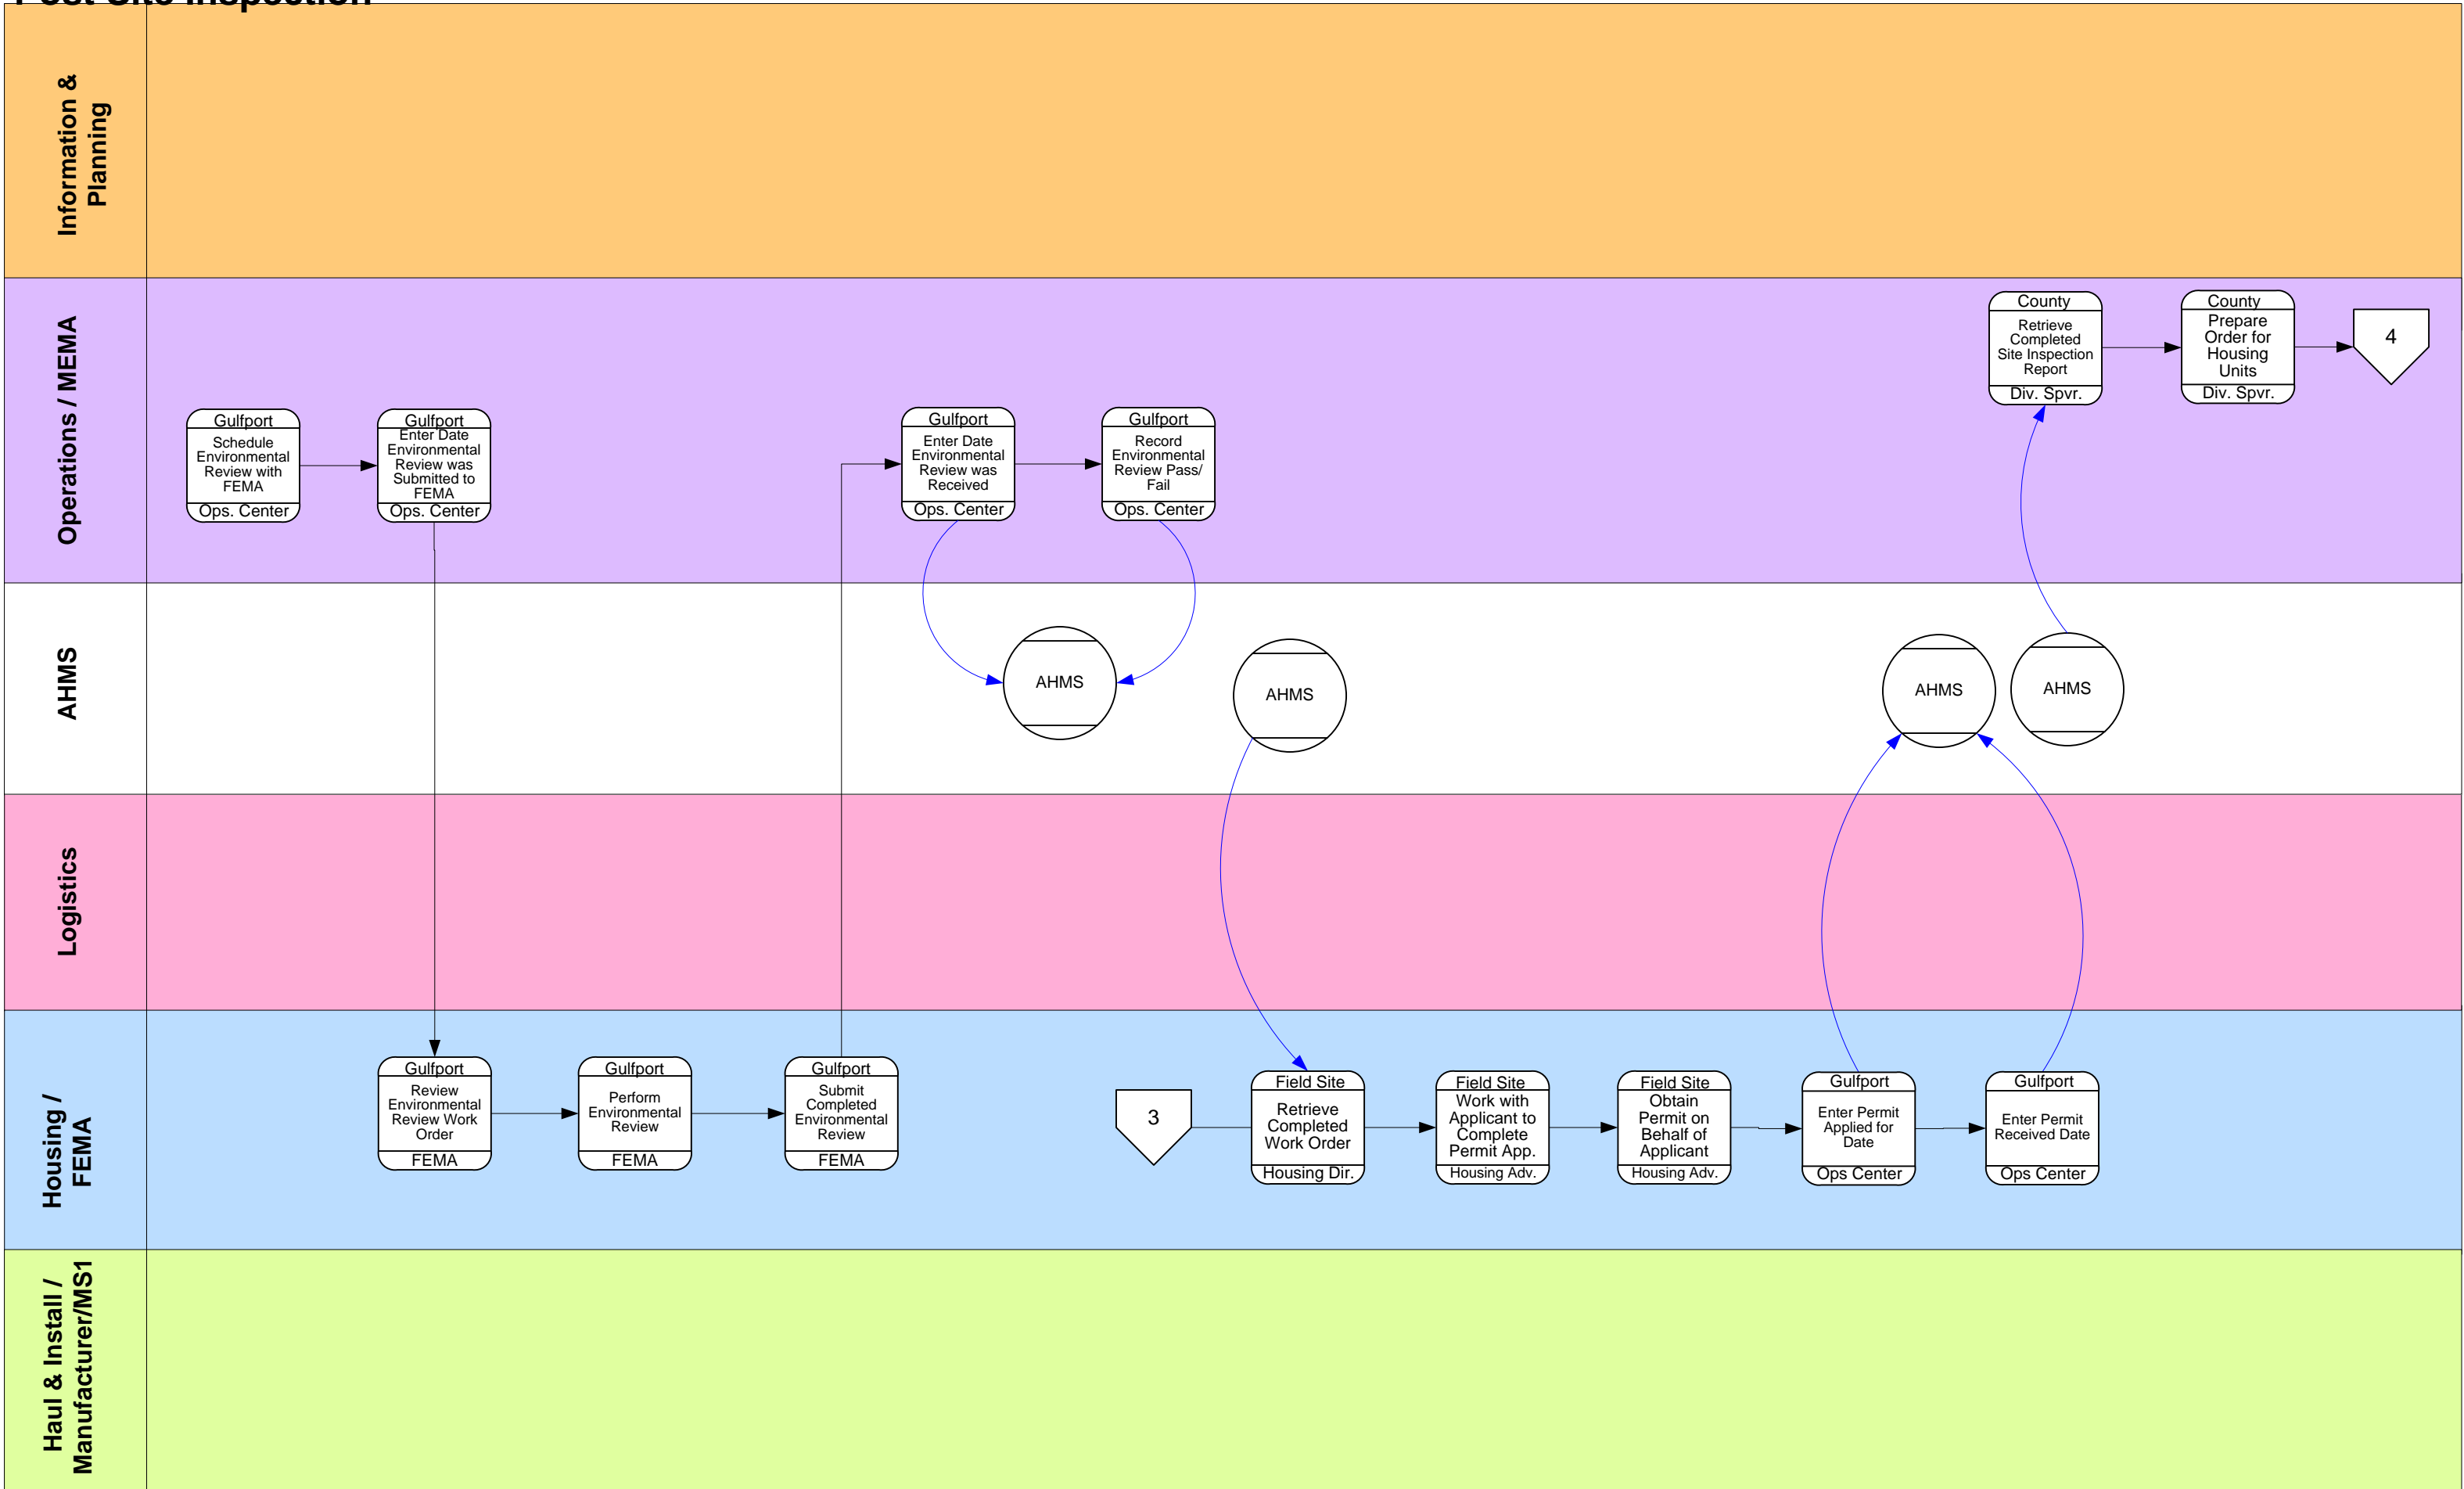 Post Site Inspection
Information &
Planning
Operations / MEMA
Gulfport
Schedule
Environmental
Review with
FEMA
Ops. Center
Gulfport
Enter Date
Environmental
Review was
Submitted to
FEMA
Ops. Center
Gulfport
Enter Date
Environmental
Review was
Received
Ops. Center
Gulfport
Record
Environmental
Review Pass/
Fail
Ops. Center
County
Retrieve
Completed
Site Inspection
Report
Div. Spvr.
County
Prepare
Order for
Housing
Units
Div. Spvr.
4
AHMS
AHMS
AHMS
AHMS
AHMS
Logistics
Housing /
FEMA
Gulfport
Review
Environmental
Review Work
Order
FEMA
Gulfport
Perform
Environmental
Review
FEMA
Gulfport
Submit
Completed
Environmental
Review
FEMA
3
Field Site
Retrieve
Completed
Work Order
Housing Dir.
Field Site
Work with
Applicant to
Complete
Permit App.
Housing Adv.
Field Site
Obtain
Permit on
Behalf of
Applicant
Housing Adv.
Gulfport
Enter Permit
Applied for
Date
Ops Center
Gulfport
Enter Permit
Received Date
Ops Center
Haul & Install /
Manufacturer/MS1